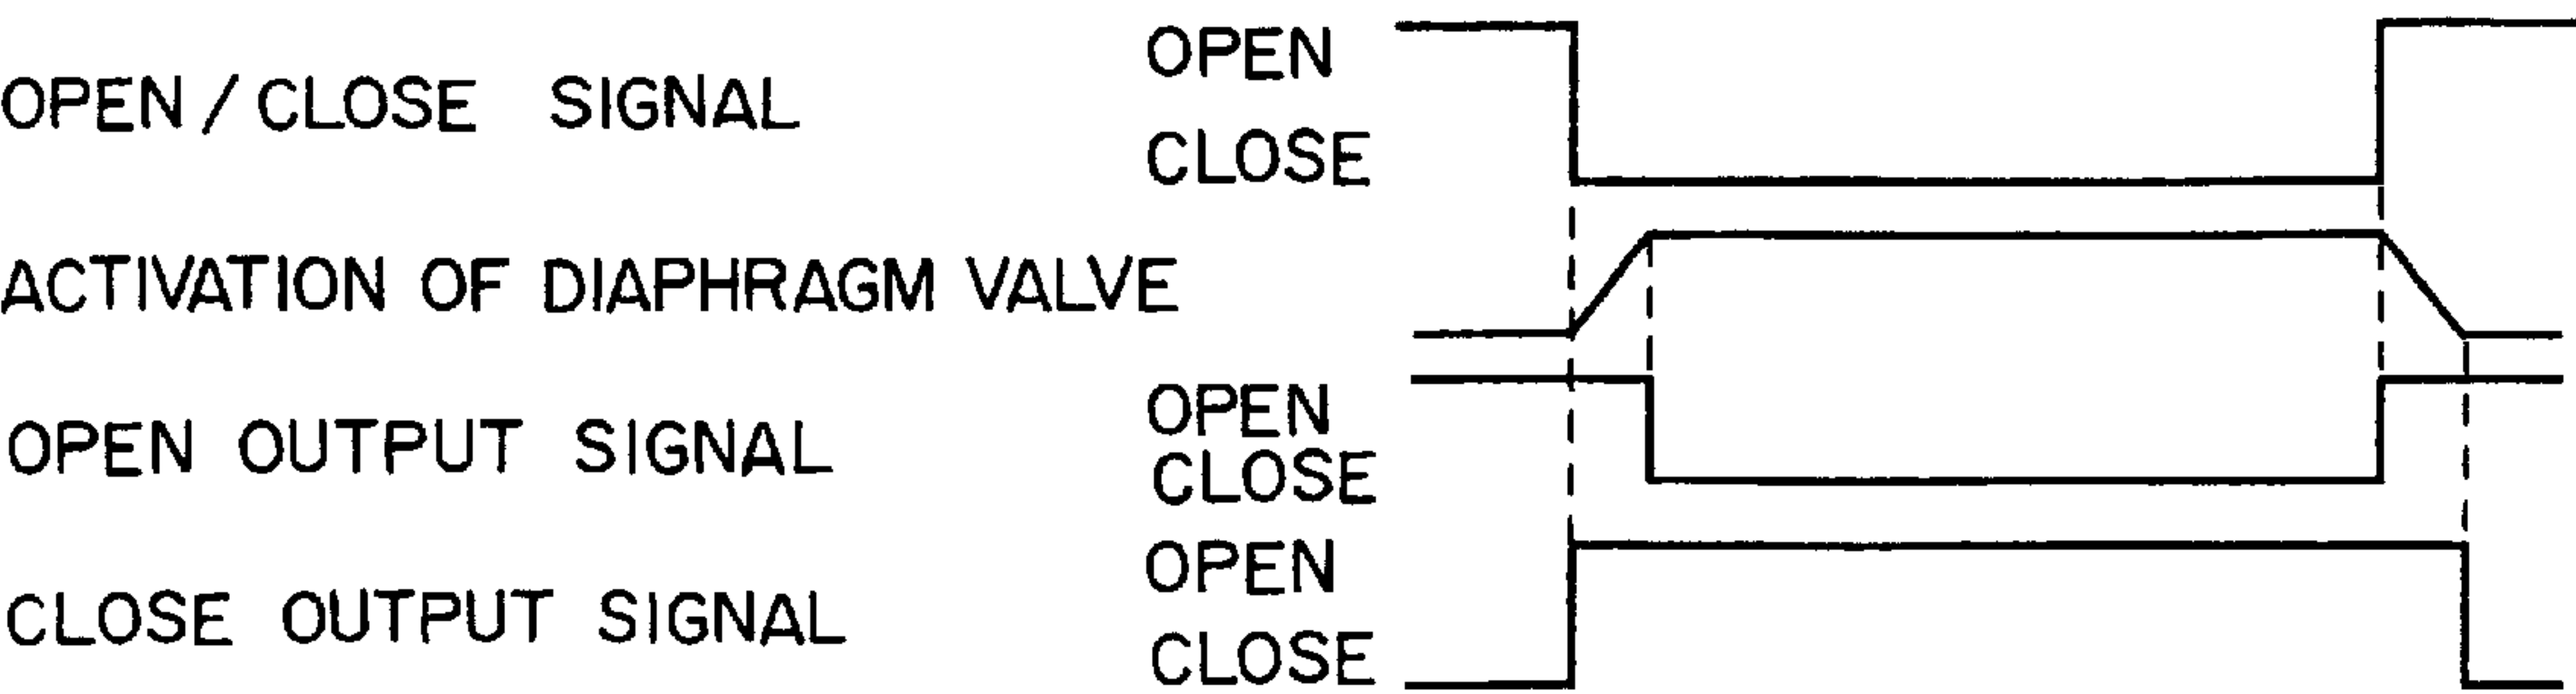 OPEN
OPEN/CLOSE SIGNAL
CLOSE
ACTIVATION OF DIAPHRAGM VALVE
OPEN
OPEN OUTPUT SIGNAL
CLOSE
OPEN
CLOSE OUTPUT SIGNAL
CLOSE